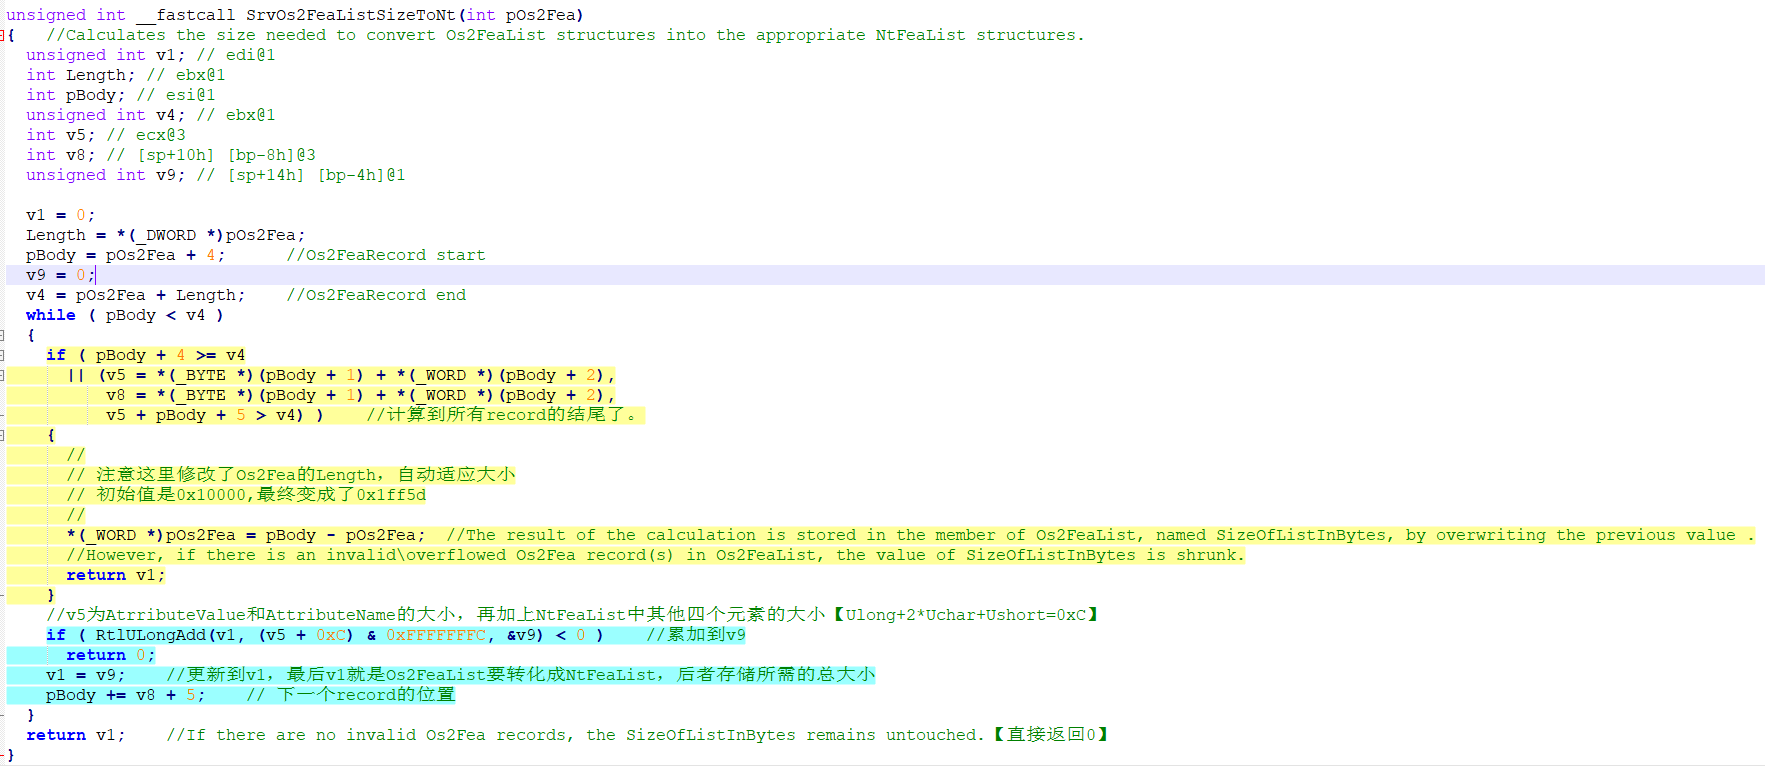 unsigned int __fastcall SrvOs2FeaListSizeToNt(int pOs2Fea)
{   //Calculates the size needed to convert Os2FeaList structures into the appropriate NtFeaList structures.
  unsigned int v1; // edi@1
  int Length; // ebx@1
  int pBody; // esi@1
  unsigned int v4; // ebx@1
  int v5; // ecx@3
  int v8; // [sp+10h] [bp-8h]@3
  unsigned int v9; // [sp+14h] [bp-4h]@1

  v1 = 0;
  Length = *(_DWORD *)pOs2Fea;
  pBody = pOs2Fea + 4;      //Os2FeaRecord start
  v9 = 0;
  v4 = pOs2Fea + Length;    //Os2FeaRecord end
  while ( pBody < v4 )
  {
    if ( pBody + 4 >= v4
      || (v5 = *(_BYTE *)(pBody + 1) + *(_WORD *)(pBody + 2),
          v8 = *(_BYTE *)(pBody + 1) + *(_WORD *)(pBody + 2),
          v5 + pBody + 5 > v4) )    //计算到所有record的结尾了。
    {
      //
      // 注意这里修改了Os2Fea的Length，自动适应大小
      // 初始值是0x10000,最终变成了0x1ff5d
      //
      *(_WORD *)pOs2Fea = pBody - pOs2Fea;  //The result of the calculation is stored in the member of Os2FeaList, named SizeOfListInBytes, by overwriting the previous value .
      //However, if there is an invalid\overflowed Os2Fea record(s) in Os2FeaList, the value of SizeOfListInBytes is shrunk.
      return v1;
    }
    //v5为AtrributeValue和AttributeName的大小，再加上NtFeaList中其他四个元素的大小【Ulong+2*Uchar+Ushort=0xC】
    if ( RtlULongAdd(v1, (v5 + 0xC) & 0xFFFFFFFC, &v9) < 0 )    //累加到v9
      return 0;
    v1 = v9;    //更新到v1，最后v1就是Os2FeaList要转化成NtFeaList，后者存储所需的总大小
    pBody += v8 + 5;    // 下一个record的位置
  }
  return v1;    //If there are no invalid Os2Fea records, the SizeOfListInBytes remains untouched.【直接返回0】
}